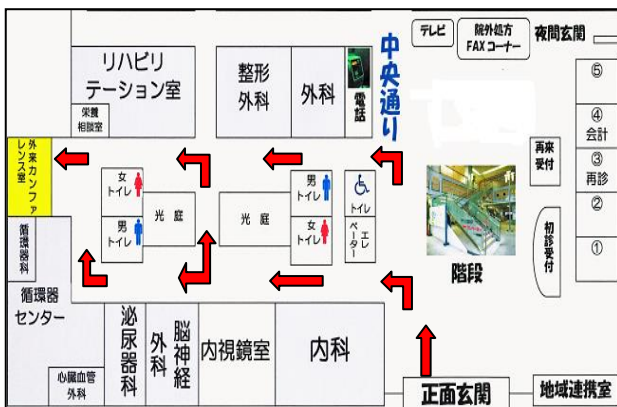 テレビ
院外処方
FAXコーナー
夜間玄関
リハビリ
テーション室
整形
外科
外科
電話
中央通り
⑤
④
会計
栄養
相談室
再来
受付
③
再診
外来カンファ
レンス室
女
トイレ
男
トイレ
トイレ
②
男
トイレ
光庭
光庭
女
トイレ
エレ
ベーター
初診受付
①
循環器科
階段
循環器
センター
泌尿器科
脳神経
外科
内視鏡室
内科
心臓血管
外科
正面玄関
地域連携室